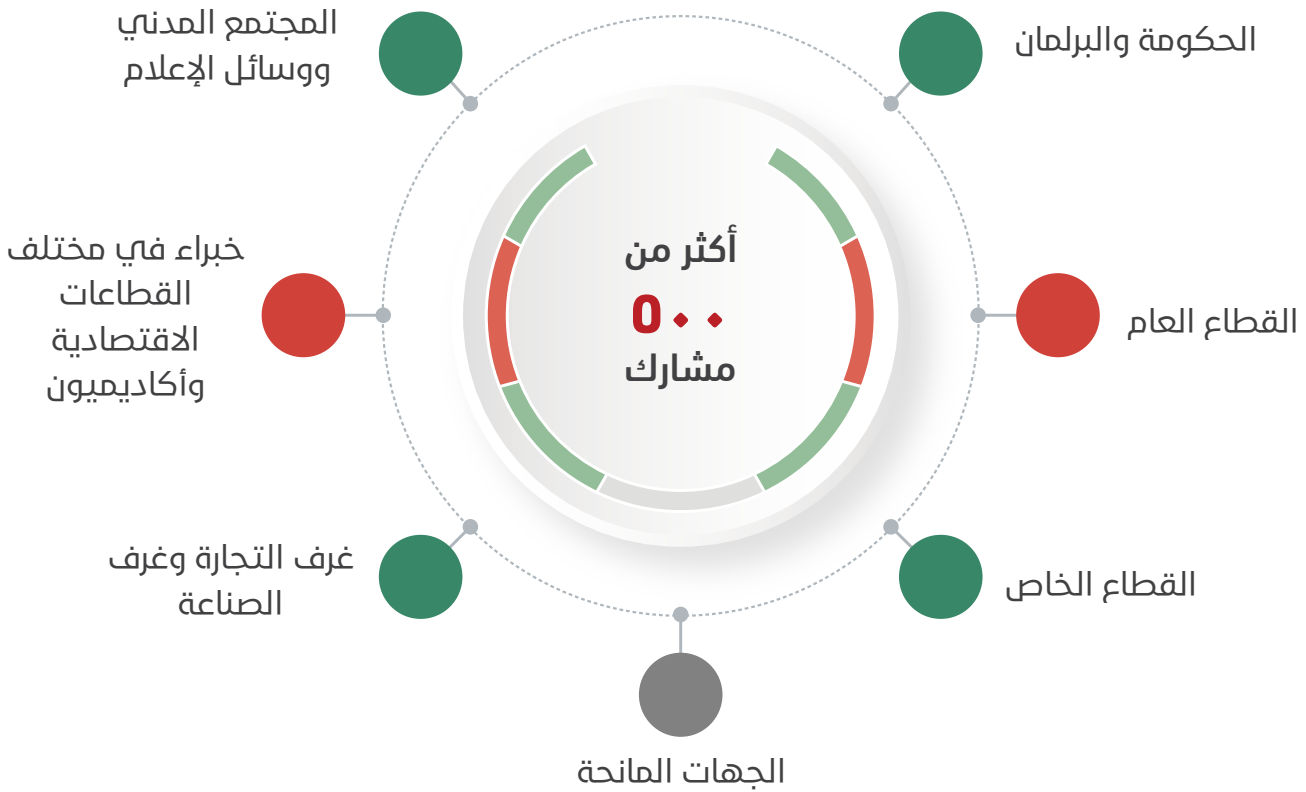 الحكومة والبرلمان
القطاع العام
القطاع الخاص
الجهات المانحة
غرف التجارة وغرف
الصناعة
خبراء في مختلف
القطاعات
الاقتصادية
وأكاديميون
المجتمع المدني
ووسائل الإعلام
أكثر من
٥٠٠
مشارك